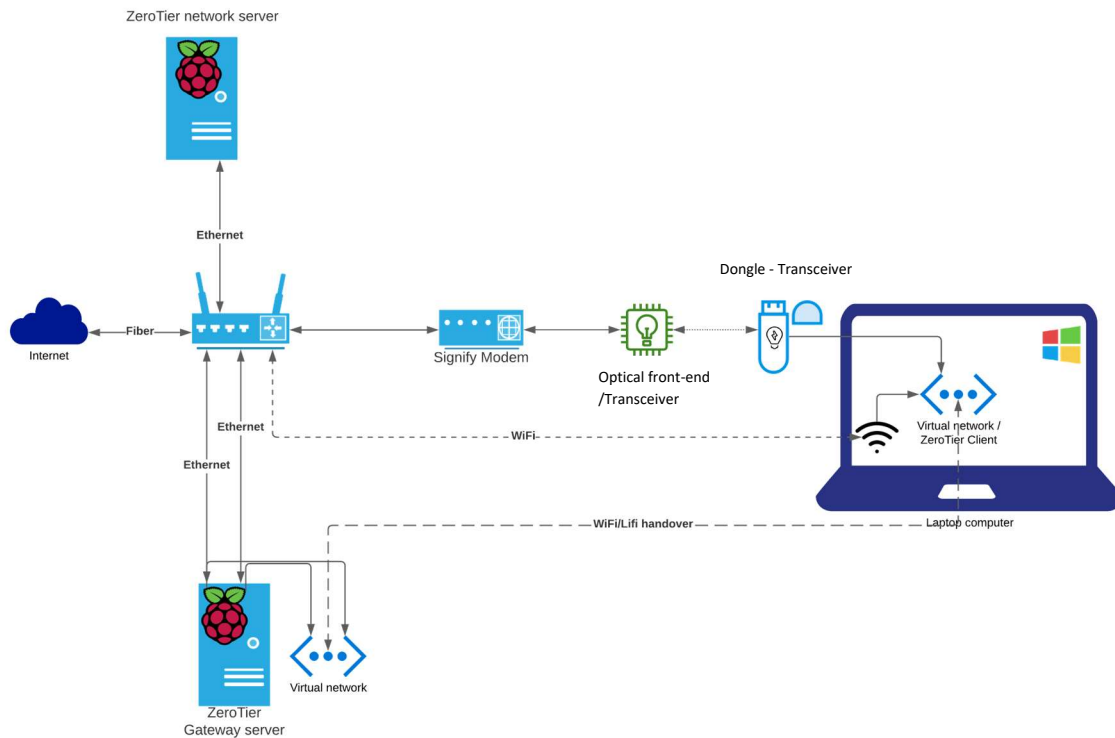 ZeroTier network server
Ethernet
Dongle - Transceiver
Fiber
Internet
Signify Modem
Optical front-end
/Transceiver
Virtual network /
ZeroTier Client
Ethernet
WiFi
Ethernet
WiFi/Lifi handover
Laptop computer
Virtual network
ZeroTier
Gateway server